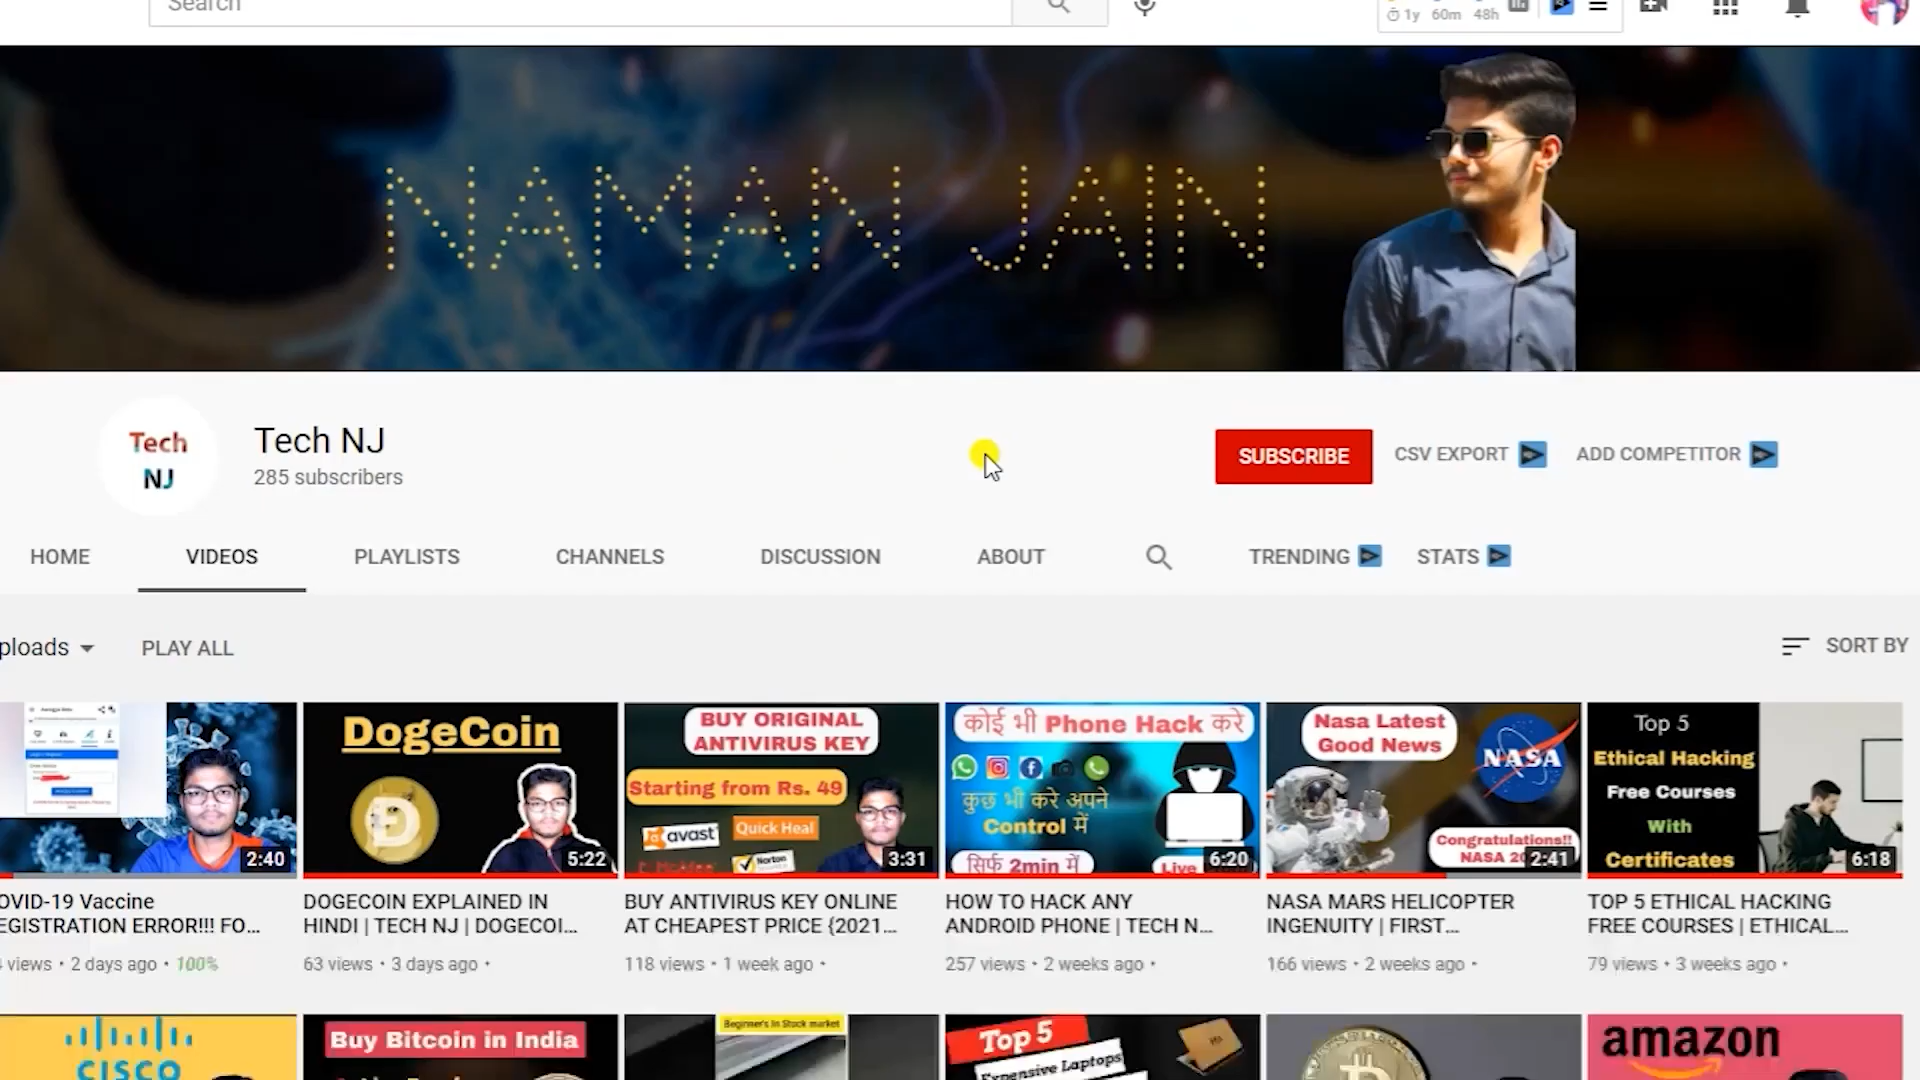 Search
1y 60m 48h
NAMAN JAIN
Tech
NJ
Tech NJ
285 subscribers
SUBSCRIBE
CSV EXPORT
ADD COMPETITOR
HOME
VIDEOS
PLAYLISTS
CHANNELS
DISCUSSION
ABOUT
TRENDING
STATS
ploads
PLAY ALL
SORT BY
2:40
DogeCoin
5:22
BUY ORIGINAL
ANTIVIRUS KEY
Starting from Rs. 49
avast
Quick Heal
Norton
3:31
कोई भी Phone Hack करे
कुछ भी करे अपने
Control में
सिर्फ 2min में
Live
6:20
Nasa Latest
Good News
NASA
Congratulations!!
NASA 20
2:41
Top 5
Ethical Hacking
Free Courses
With
Certificates
6:18
OVID-19 Vaccine
EGISTRATION ERROR!!! FO...
views • 2 days ago • 100%
DOGECOIN EXPLAINED IN
HINDI | TECH NJ | DOGECOI...
63 views • 3 days ago •
BUY ANTIVIRUS KEY ONLINE
AT CHEAPEST PRICE {2021...
118 views • 1 week ago •
HOW TO HACK ANY
ANDROID PHONE | TECH N...
257 views • 2 weeks ago •
NASA MARS HELICOPTER
INGENUITY | FIRST...
166 views • 2 weeks ago •
TOP 5 ETHICAL HACKING
FREE COURSES | ETHICAL...
79 views • 3 weeks ago •
CISCO
Buy Bitcoin in India
Beginner's In Stock market
Top 5
Expensive Laptops
amazon